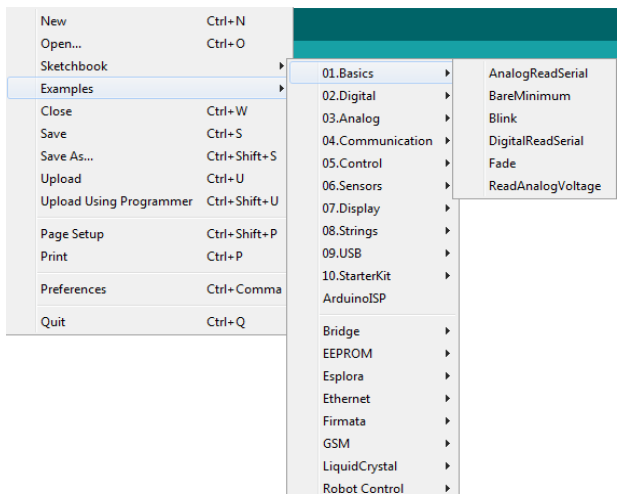 New Ctrl+N
Open... Ctrl+O
Sketchbook
Examples
Close Ctrl+W
Save Ctrl+S
Save As... Ctrl+Shift+S
Upload Ctrl+U
Upload Using Programmer Ctrl+Shift+U
Page Setup Ctrl+Shift+P
Print Ctrl+P
Preferences Ctrl+Comma
Quit Ctrl+Q
01.Basics
02.Digital
03.Analog
04.Communication
05.Control
06.Sensors
07.Display
08.Strings
09.USB
10.StarterKit
ArduinoISP
Bridge
EEPROM
Esplora
Ethernet
Firmata
GSM
LiquidCrystal
Robot Control
AnalogReadSerial
BareMinimum
Blink
DigitalReadSerial
Fade
ReadAnalogVoltage